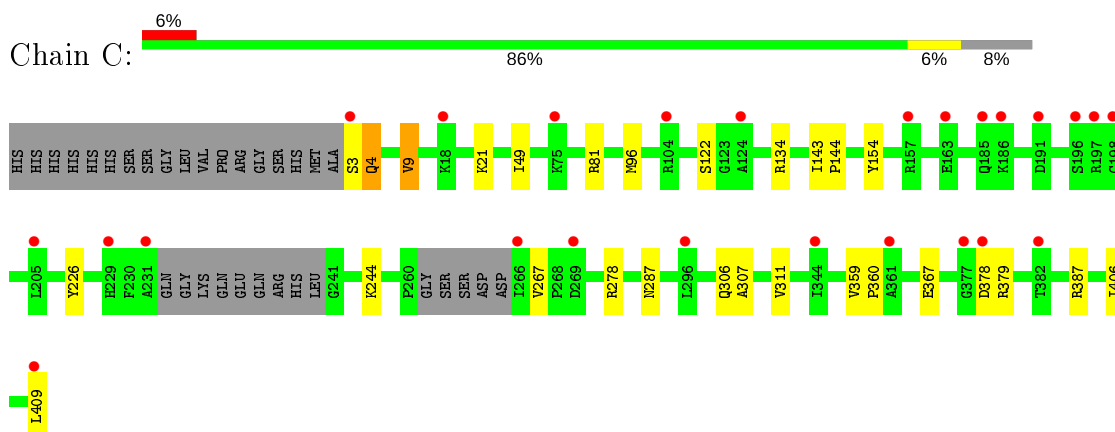 6%
Chain C:
86% 6% 8%
HIS HIS HIS HIS HIS HIS SER SER GLY LEU VAL PRO ARG GLY SER HIS MET ALA S3 Q4 V9 K18 K21 I49 K75 R81 M96 R104 S122 G123 A124 R134 I143 P144 Y154 R157 E163 Q185 K186 D191 S196 R197
L205 Y226 H229 F230 A231 GLN GLY LYS GLN GLU GLN ARG HIS LEU G241 K244 P260 GLY SER SER ASP ASP I266 V267 P268 D269 R278 N287 L296 Q306 A307 V311 I344 V359 P360 A361 E367 G377 D378 R379 T382 R387
L409